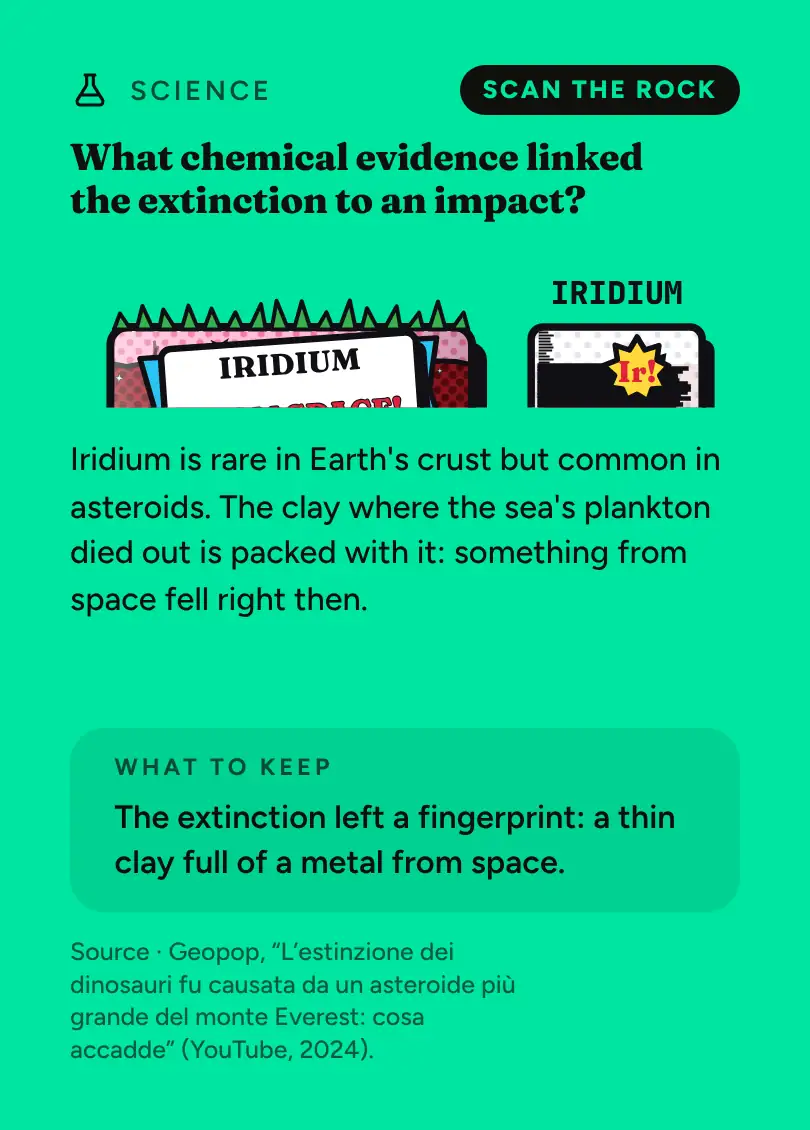 SCIENCE
SCAN THE ROCK
What chemical evidence linked
the extinction to an impact?
IRIDIUM
IRIDIUM
Ir!
Iridium is rare in Earth's crust but common in
asteroids. The clay where the sea's plankton
died out is packed with it: something from
space fell right then.
WHAT TO KEEP
The extinction left a fingerprint: a thin
clay full of a metal from space.
Source · Geopop, “L’estinzione dei
dinosauri fu causata da un asteroide più
grande del monte Everest: cosa
accadde” (YouTube, 2024).